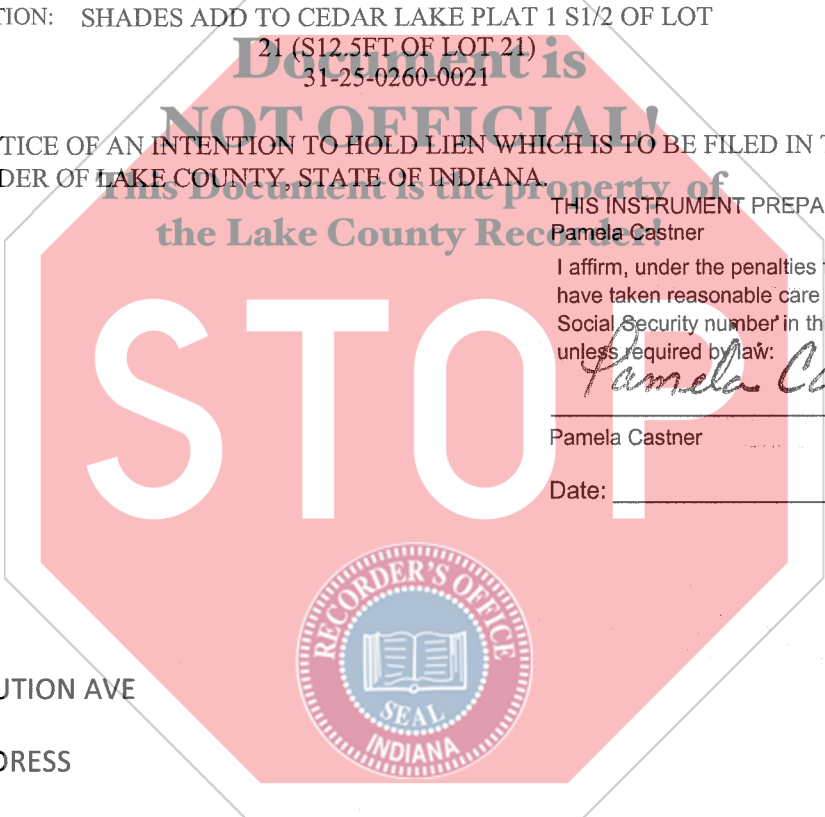 TION: SHADES ADD TO CEDAR LAKE PLAT 1 S1/2 OF LOT
21 (S12.5FT OF LOT 21)
31-25-0260-0021
Document is
NOT OFFICIAL!
TICE OF AN INTENTION TO HOLD LIEN WHICH IS TO BE FILED IN T
DER OF LAKE COUNTY, STATE OF INDIANA.
This Document is the property of
the Lake County Recorder!
THIS INSTRUMENT PREPA
Pamela Castner
I affirm, under the penalties
have taken reasonable care
Social Security number in th
unless required by law:
Pamela Ca
Pamela Castner
Date:
STOP
RECORDER'S OFFICE
SEAL
INDIANA
UTION AVE
DRESS